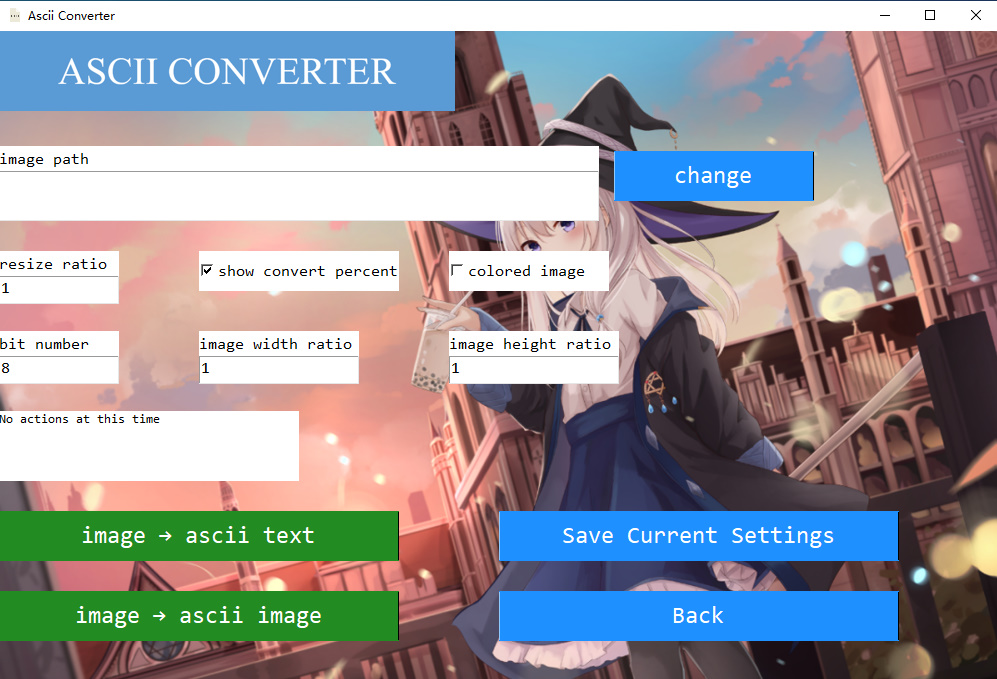 Ascii Converter
ASCII CONVERTER
image path
change
resize ratio
1
show convert percent
colored image
bit number
8
image width ratio
1
image height ratio
1
No actions at this time
image → ascii text
Save Current Settings
image → ascii image
Back